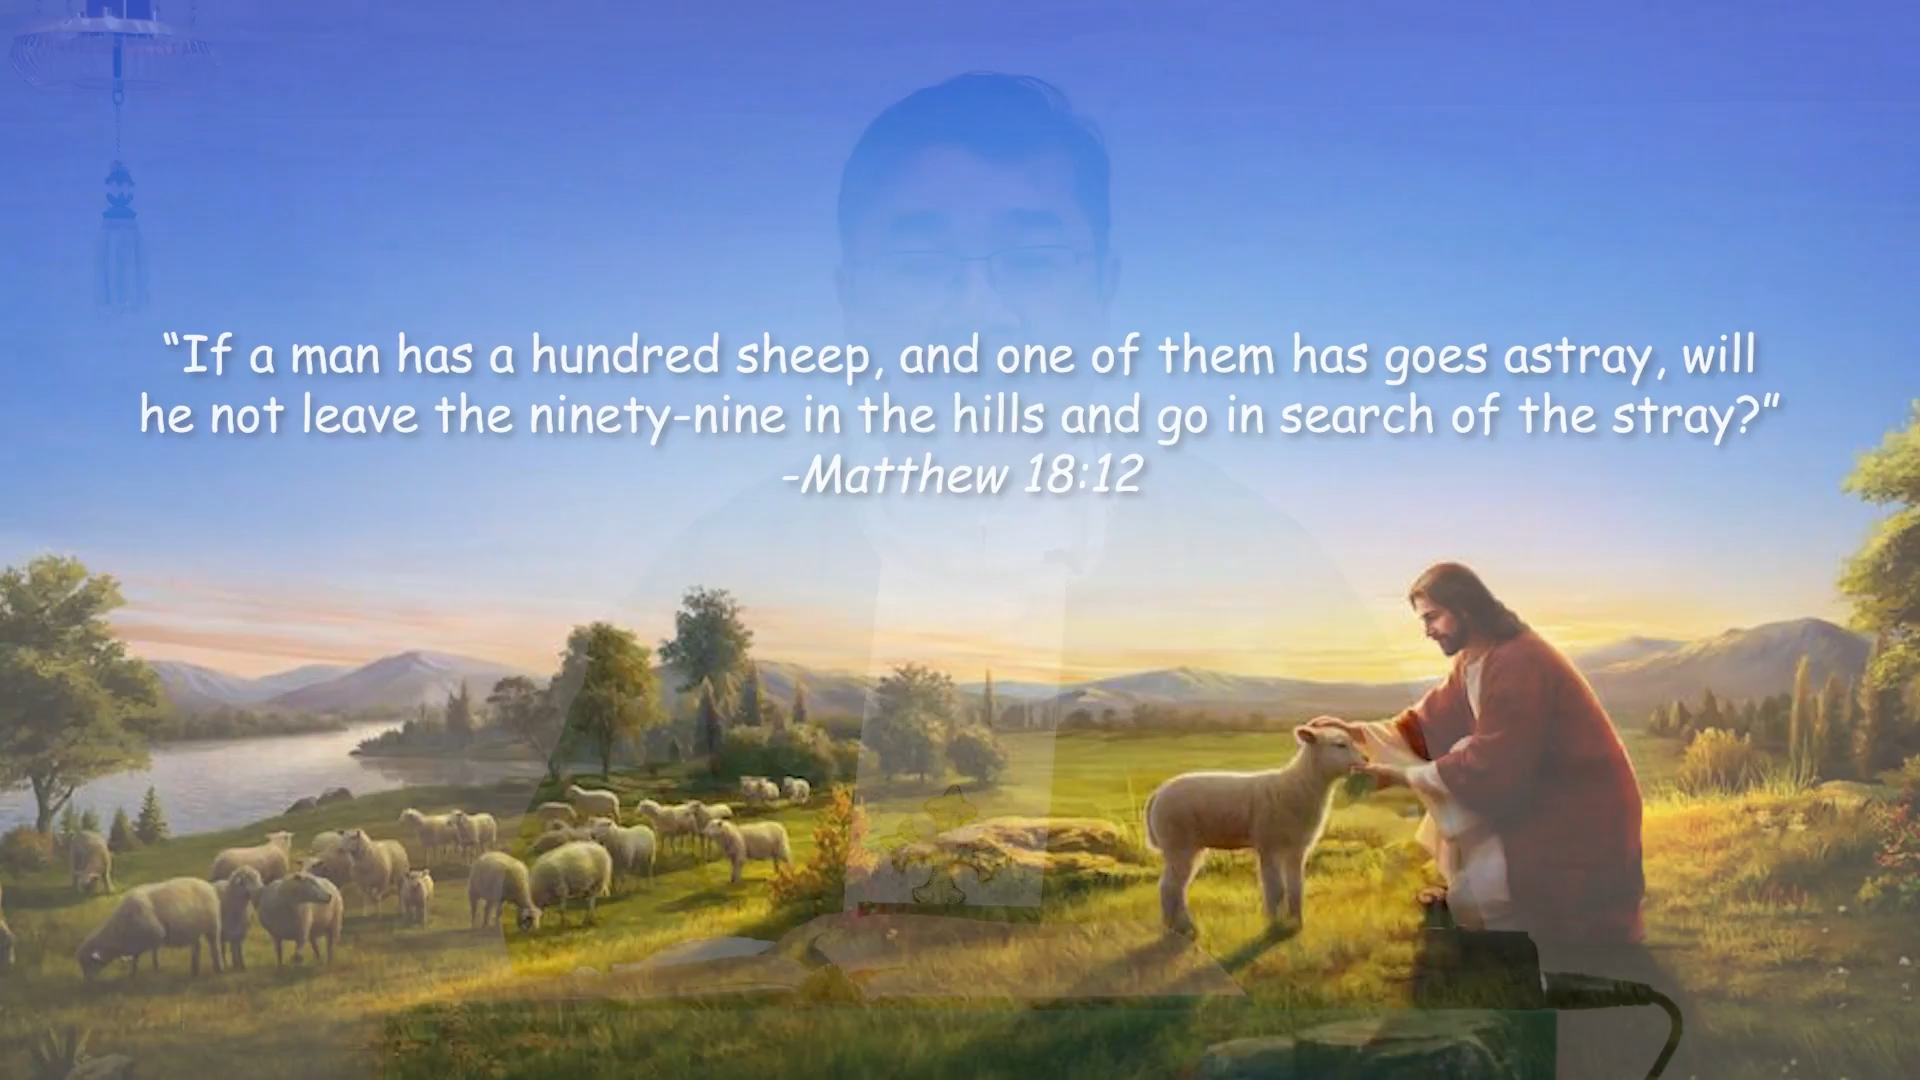 “If a man has a hundred sheep, and one of them has goes astray, will
he not leave the ninety-nine in the hills and go in search of the stray?”
-Matthew 18:12